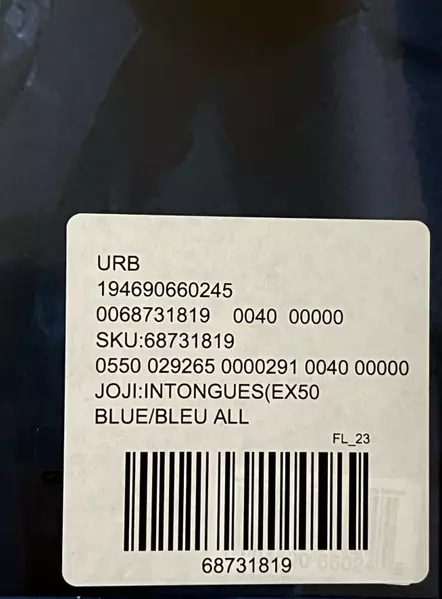 URB
194690660245
0068731819 0040 00000
SKU:68731819
0550 029265 0000291 0040 00000
JOJI:INTONGUES(EX50
BLUE/BLEU ALL
FL_23
68731819